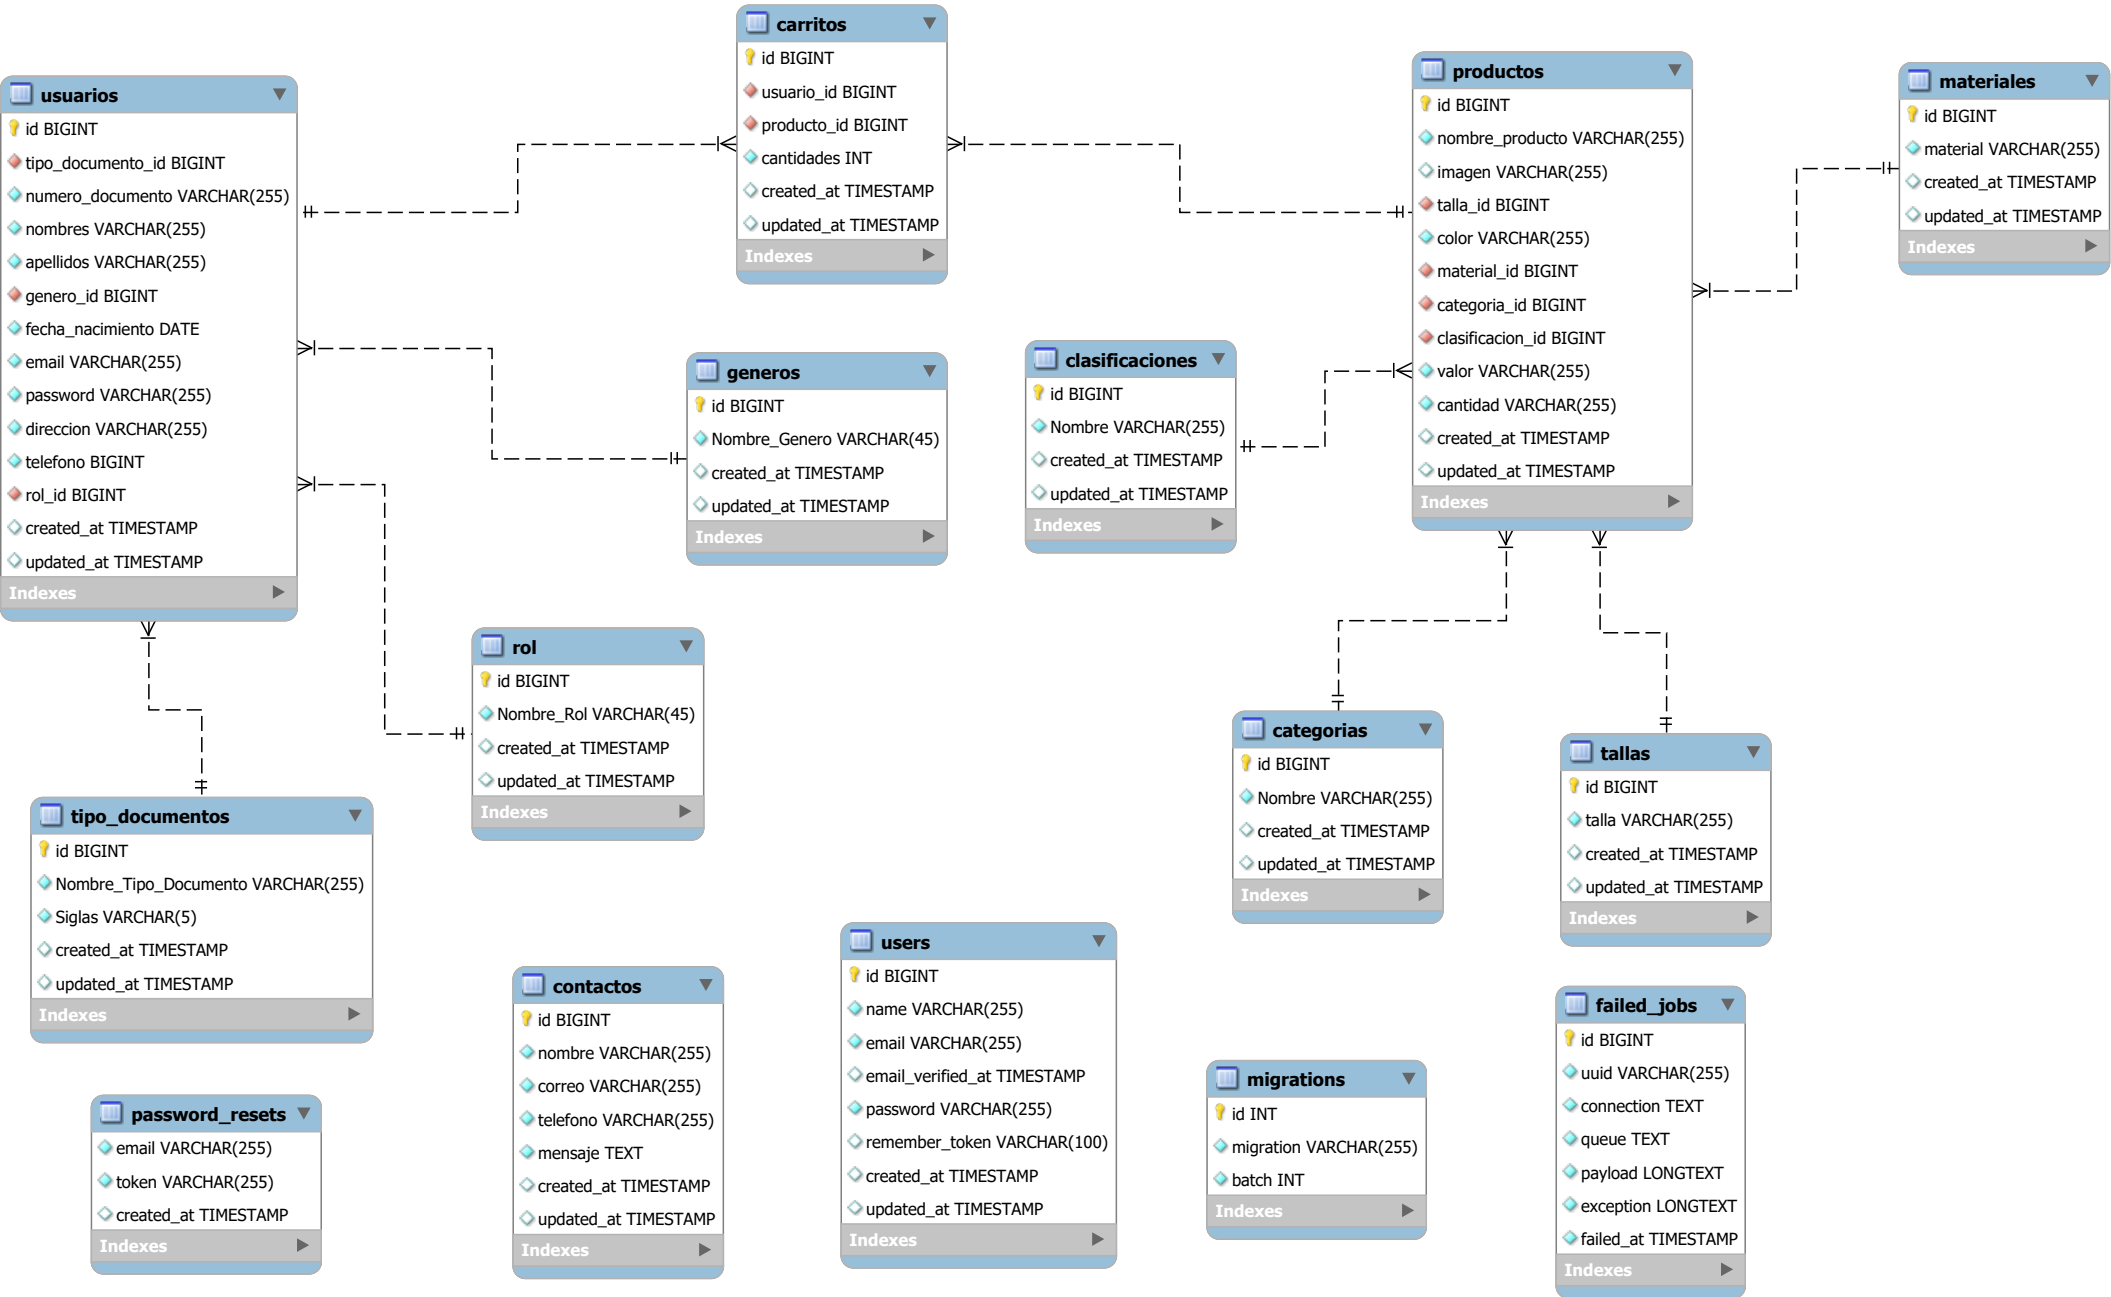 carritos
id BIGINT
usuario_id BIGINT
producto_id BIGINT
cantidades INT
created_at TIMESTAMP
updated_at TIMESTAMP
Indexes
usuarios
id BIGINT
tipo_documento_id BIGINT
numero_documento VARCHAR(255)
nombres VARCHAR(255)
apellidos VARCHAR(255)
genero_id BIGINT
fecha_nacimiento DATE
email VARCHAR(255)
password VARCHAR(255)
direccion VARCHAR(255)
telefono BIGINT
rol_id BIGINT
created_at TIMESTAMP
updated_at TIMESTAMP
Indexes
productos
id BIGINT
nombre_producto VARCHAR(255)
imagen VARCHAR(255)
talla_id BIGINT
color VARCHAR(255)
material_id BIGINT
categoria_id BIGINT
clasificacion_id BIGINT
valor VARCHAR(255)
cantidad VARCHAR(255)
created_at TIMESTAMP
updated_at TIMESTAMP
Indexes
materiales
id BIGINT
material VARCHAR(255)
created_at TIMESTAMP
updated_at TIMESTAMP
Indexes
generos
id BIGINT
Nombre_Genero VARCHAR(45)
created_at TIMESTAMP
updated_at TIMESTAMP
Indexes
clasificaciones
id BIGINT
Nombre VARCHAR(255)
created_at TIMESTAMP
updated_at TIMESTAMP
Indexes
rol
id BIGINT
Nombre_Rol VARCHAR(45)
created_at TIMESTAMP
updated_at TIMESTAMP
Indexes
categorias
id BIGINT
Nombre VARCHAR(255)
created_at TIMESTAMP
updated_at TIMESTAMP
Indexes
tallas
id BIGINT
talla VARCHAR(255)
created_at TIMESTAMP
updated_at TIMESTAMP
Indexes
tipo_documentos
id BIGINT
Nombre_Tipo_Documento VARCHAR(255)
Siglas VARCHAR(5)
created_at TIMESTAMP
updated_at TIMESTAMP
Indexes
contactos
id BIGINT
nombre VARCHAR(255)
correo VARCHAR(255)
telefono VARCHAR(255)
mensaje TEXT
created_at TIMESTAMP
updated_at TIMESTAMP
Indexes
users
id BIGINT
name VARCHAR(255)
email VARCHAR(255)
email_verified_at TIMESTAMP
password VARCHAR(255)
remember_token VARCHAR(100)
created_at TIMESTAMP
updated_at TIMESTAMP
Indexes
failed_jobs
id BIGINT
uuid VARCHAR(255)
connection TEXT
queue TEXT
payload LONGTEXT
exception LONGTEXT
failed_at TIMESTAMP
Indexes
migrations
id INT
migration VARCHAR(255)
batch INT
Indexes
password_resets
email VARCHAR(255)
token VARCHAR(255)
created_at TIMESTAMP
Indexes